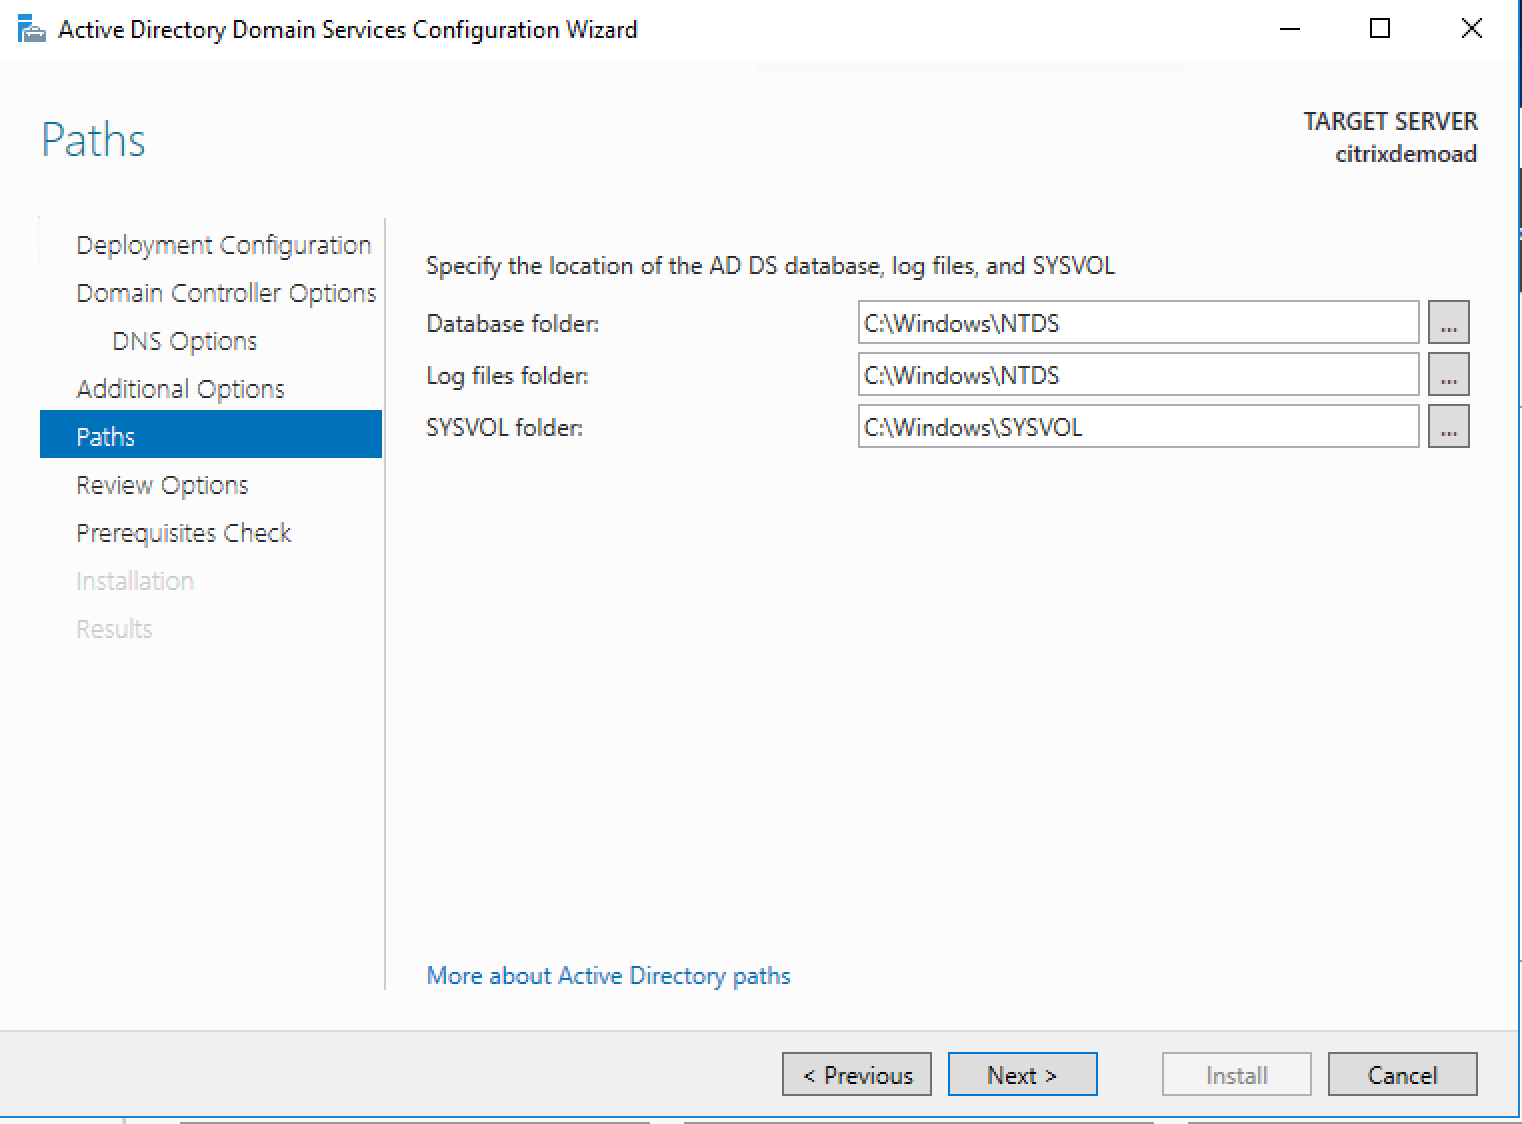 Active Directory Domain Services Configuration Wizard
Paths
TARGET SERVER
citrixdemoad
Deployment Configuration
Domain Controller Options
DNS Options
Additional Options
Paths
Review Options
Prerequisites Check
Installation
Results
Specify the location of the AD DS database, log files, and SYSVOL
Database folder: C:\Windows\NTDS ...
Log files folder: C:\Windows\NTDS ...
SYSVOL folder: C:\Windows\SYSVOL ...
More about Active Directory paths
< Previous Next > Install Cancel